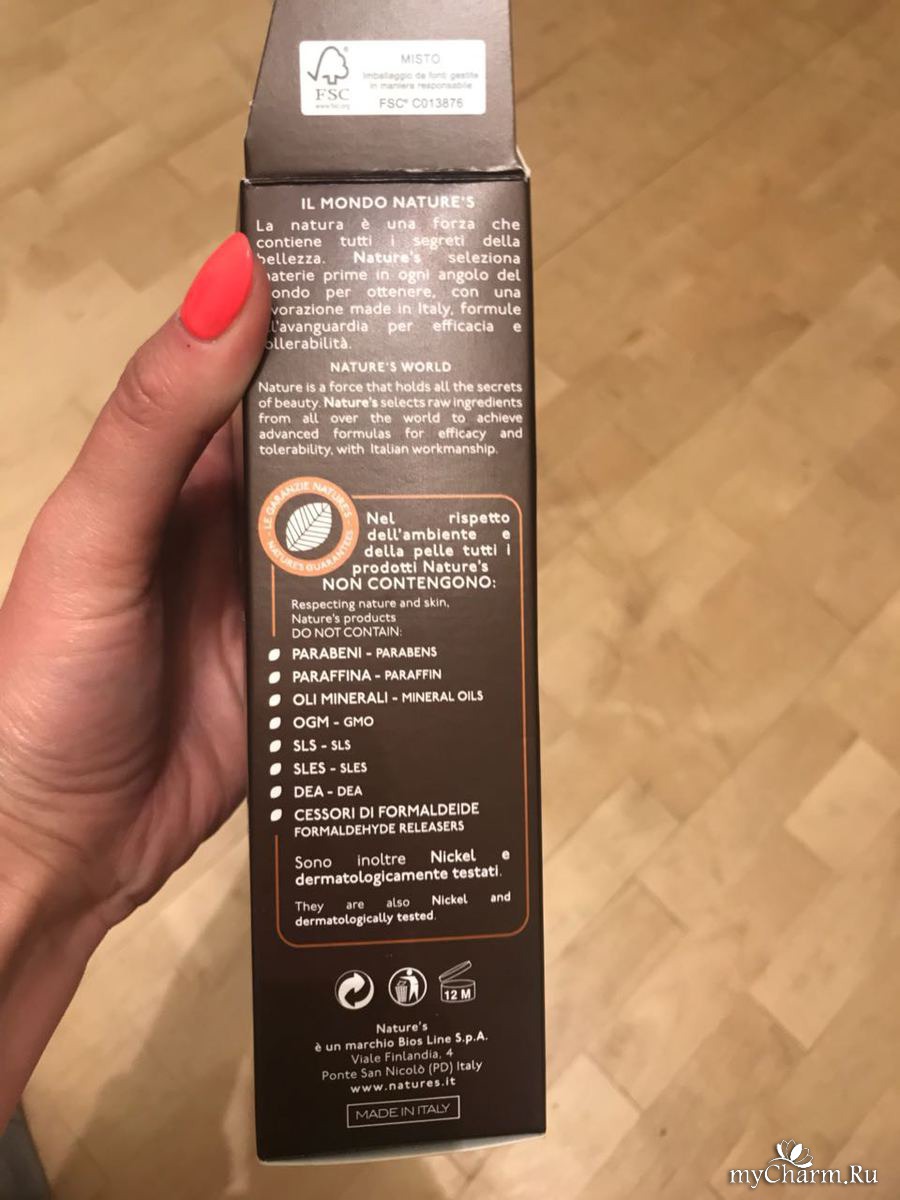 FSC
www.fsc.org
MISTO
Imballaggio da fonti gestite
in maniera responsabile
FSC® C013876
IL MONDO NATURE'S
La natura è una forza che
contiene tutti i segreti della
bellezza. Nature's seleziona
materie prime in ogni angolo del
ondo per ottenere, con una
vorazione made in Italy, formule
l'avanguardia per efficacia e
ollerabilità.
NATURE'S WORLD
Nature is a force that holds all the secrets
of beauty. Nature's selects raw ingredients
from all over the world to achieve
advanced formulas for efficacy and
tolerability, with Italian workmanship.
LE GARANZIE NATURE'S
NATURE'S GUARANTEES
Nel rispetto
dell'ambiente e
della pelle tutti i
prodotti Nature's
NON CONTENGONO:
Respecting nature and skin,
Nature's products
DO NOT CONTAIN:
PARABENI - PARABENS
PARAFFINA - PARAFFIN
OLI MINERALI - MINERAL OILS
OGM - GMO
SLS - SLS
SLES - SLES
DEA - DEA
CESSORI DI FORMALDEIDE
FORMALDEHYDE RELEASERS
Sono inoltre Nickel e
dermatologicamente testati.
They are also Nickel and
dermatologically tested.
12 M
Nature's
è un marchio Bios Line S.p.A.
Viale Finlandia, 4
Ponte San Nicolò (PD) Italy
www.natures.it
MADE IN ITALY
myCharm.Ru